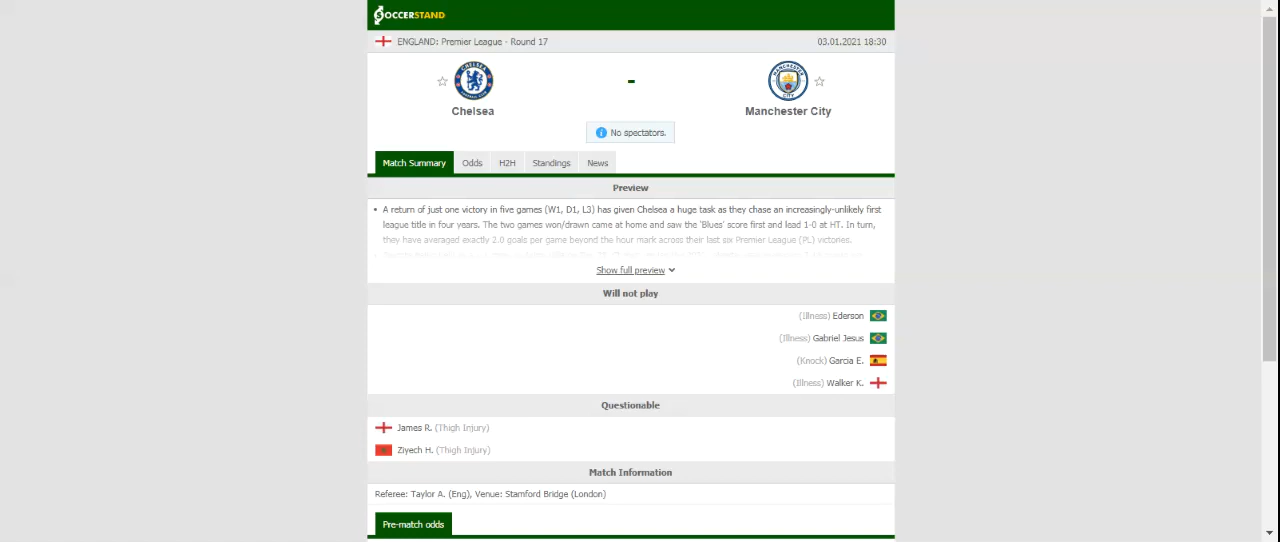 SOCCERSTAND
ENGLAND: Premier League - Round 17
03.01.2021 18:30
-
Chelsea
Manchester City
No spectators.
Match Summary
Odds
H2H
Standings
News
Preview
• A return of just one victory in five games (W1, D1, L3) has given Chelsea a huge task as they chase an increasingly-unlikely first
league title in four years. The two games won/drawn came at home and saw the 'Blues' score first and lead 1-0 at HT. In turn,
they have averaged exactly 2.0 goals per game beyond the hour mark across their last six Premier League (PL) victories.
Show full preview
Will not play
(Illness) Ederson
(Illness) Gabriel Jesus
(Knock) Garcia E.
(Illness) Walker K.
Questionable
James R. (Thigh Injury)
Ziyech H. (Thigh Injury)
Match Information
Referee: Taylor A. (Eng), Venue: Stamford Bridge (London)
Pre-match odds